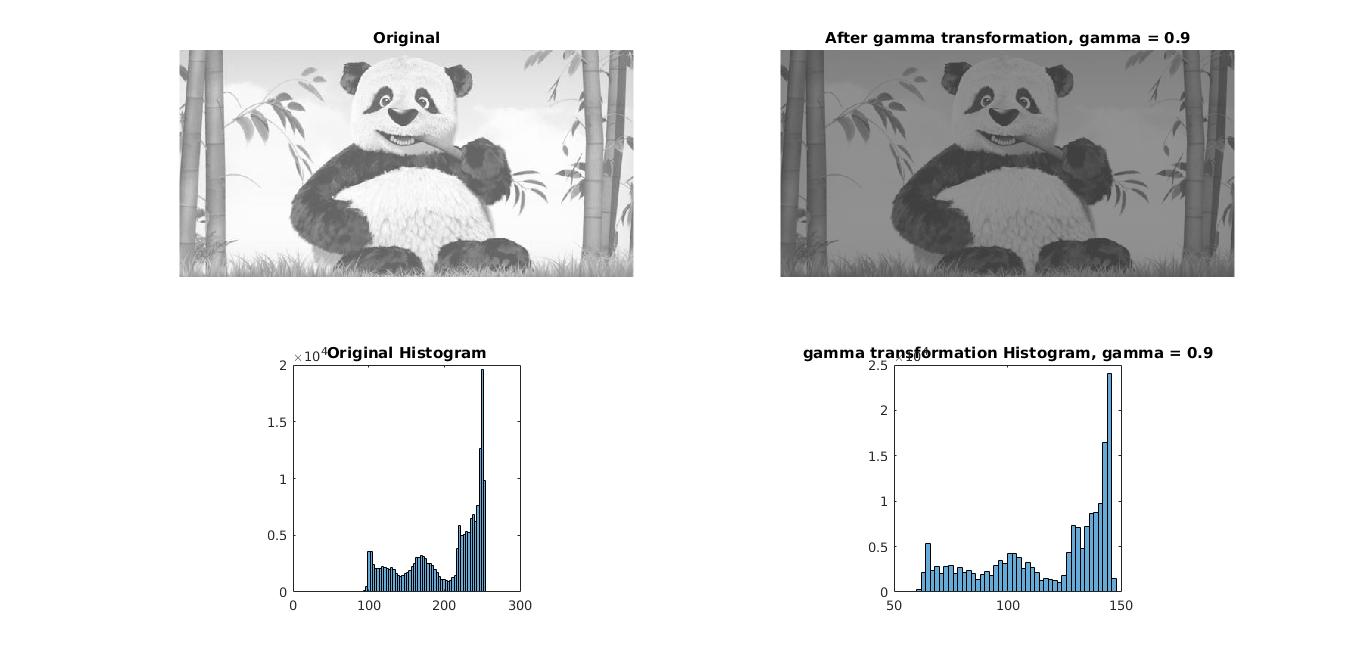 Original
After gamma transformation, gamma = 0.9
Original Histogram
×10⁴
2
1.5
1
0.5
0
0 100 200 300
gamma transformation Histogram, gamma = 0.9
×10⁴
2.5
2
1.5
1
0.5
0
50 100 150